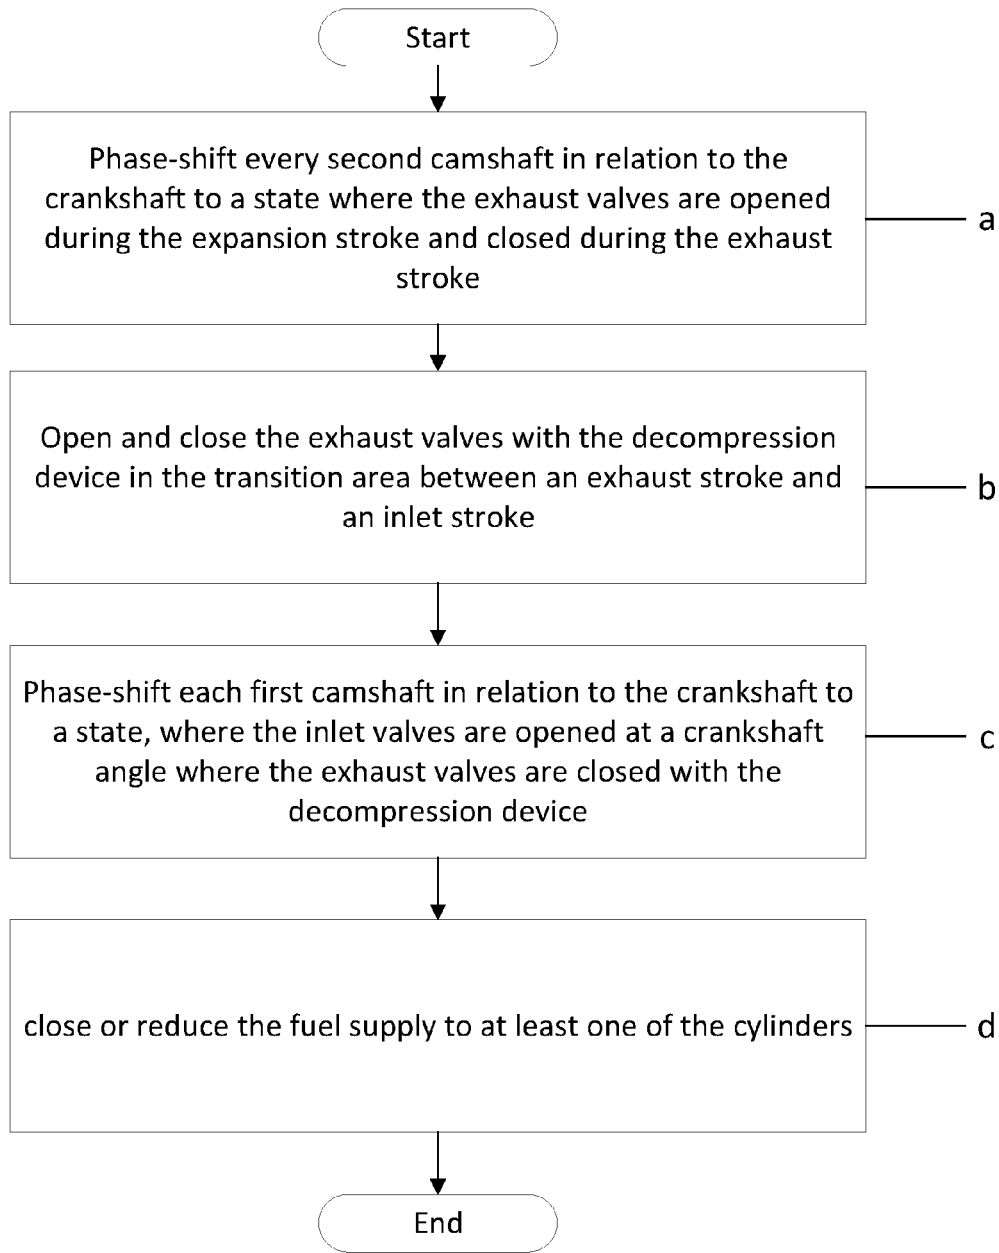 Start
Phase-shift every second camshaft in relation to the
crankshaft to a state where the exhaust valves are opened
during the expansion stroke and closed during the exhaust
stroke
a
Open and close the exhaust valves with the decompression
device in the transition area between an exhaust stroke and
an inlet stroke
b
Phase-shift each first camshaft in relation to the crankshaft to
a state, where the inlet valves are opened at a crankshaft
angle where the exhaust valves are closed with the
decompression device
c
close or reduce the fuel supply to at least one of the cylinders
d
End